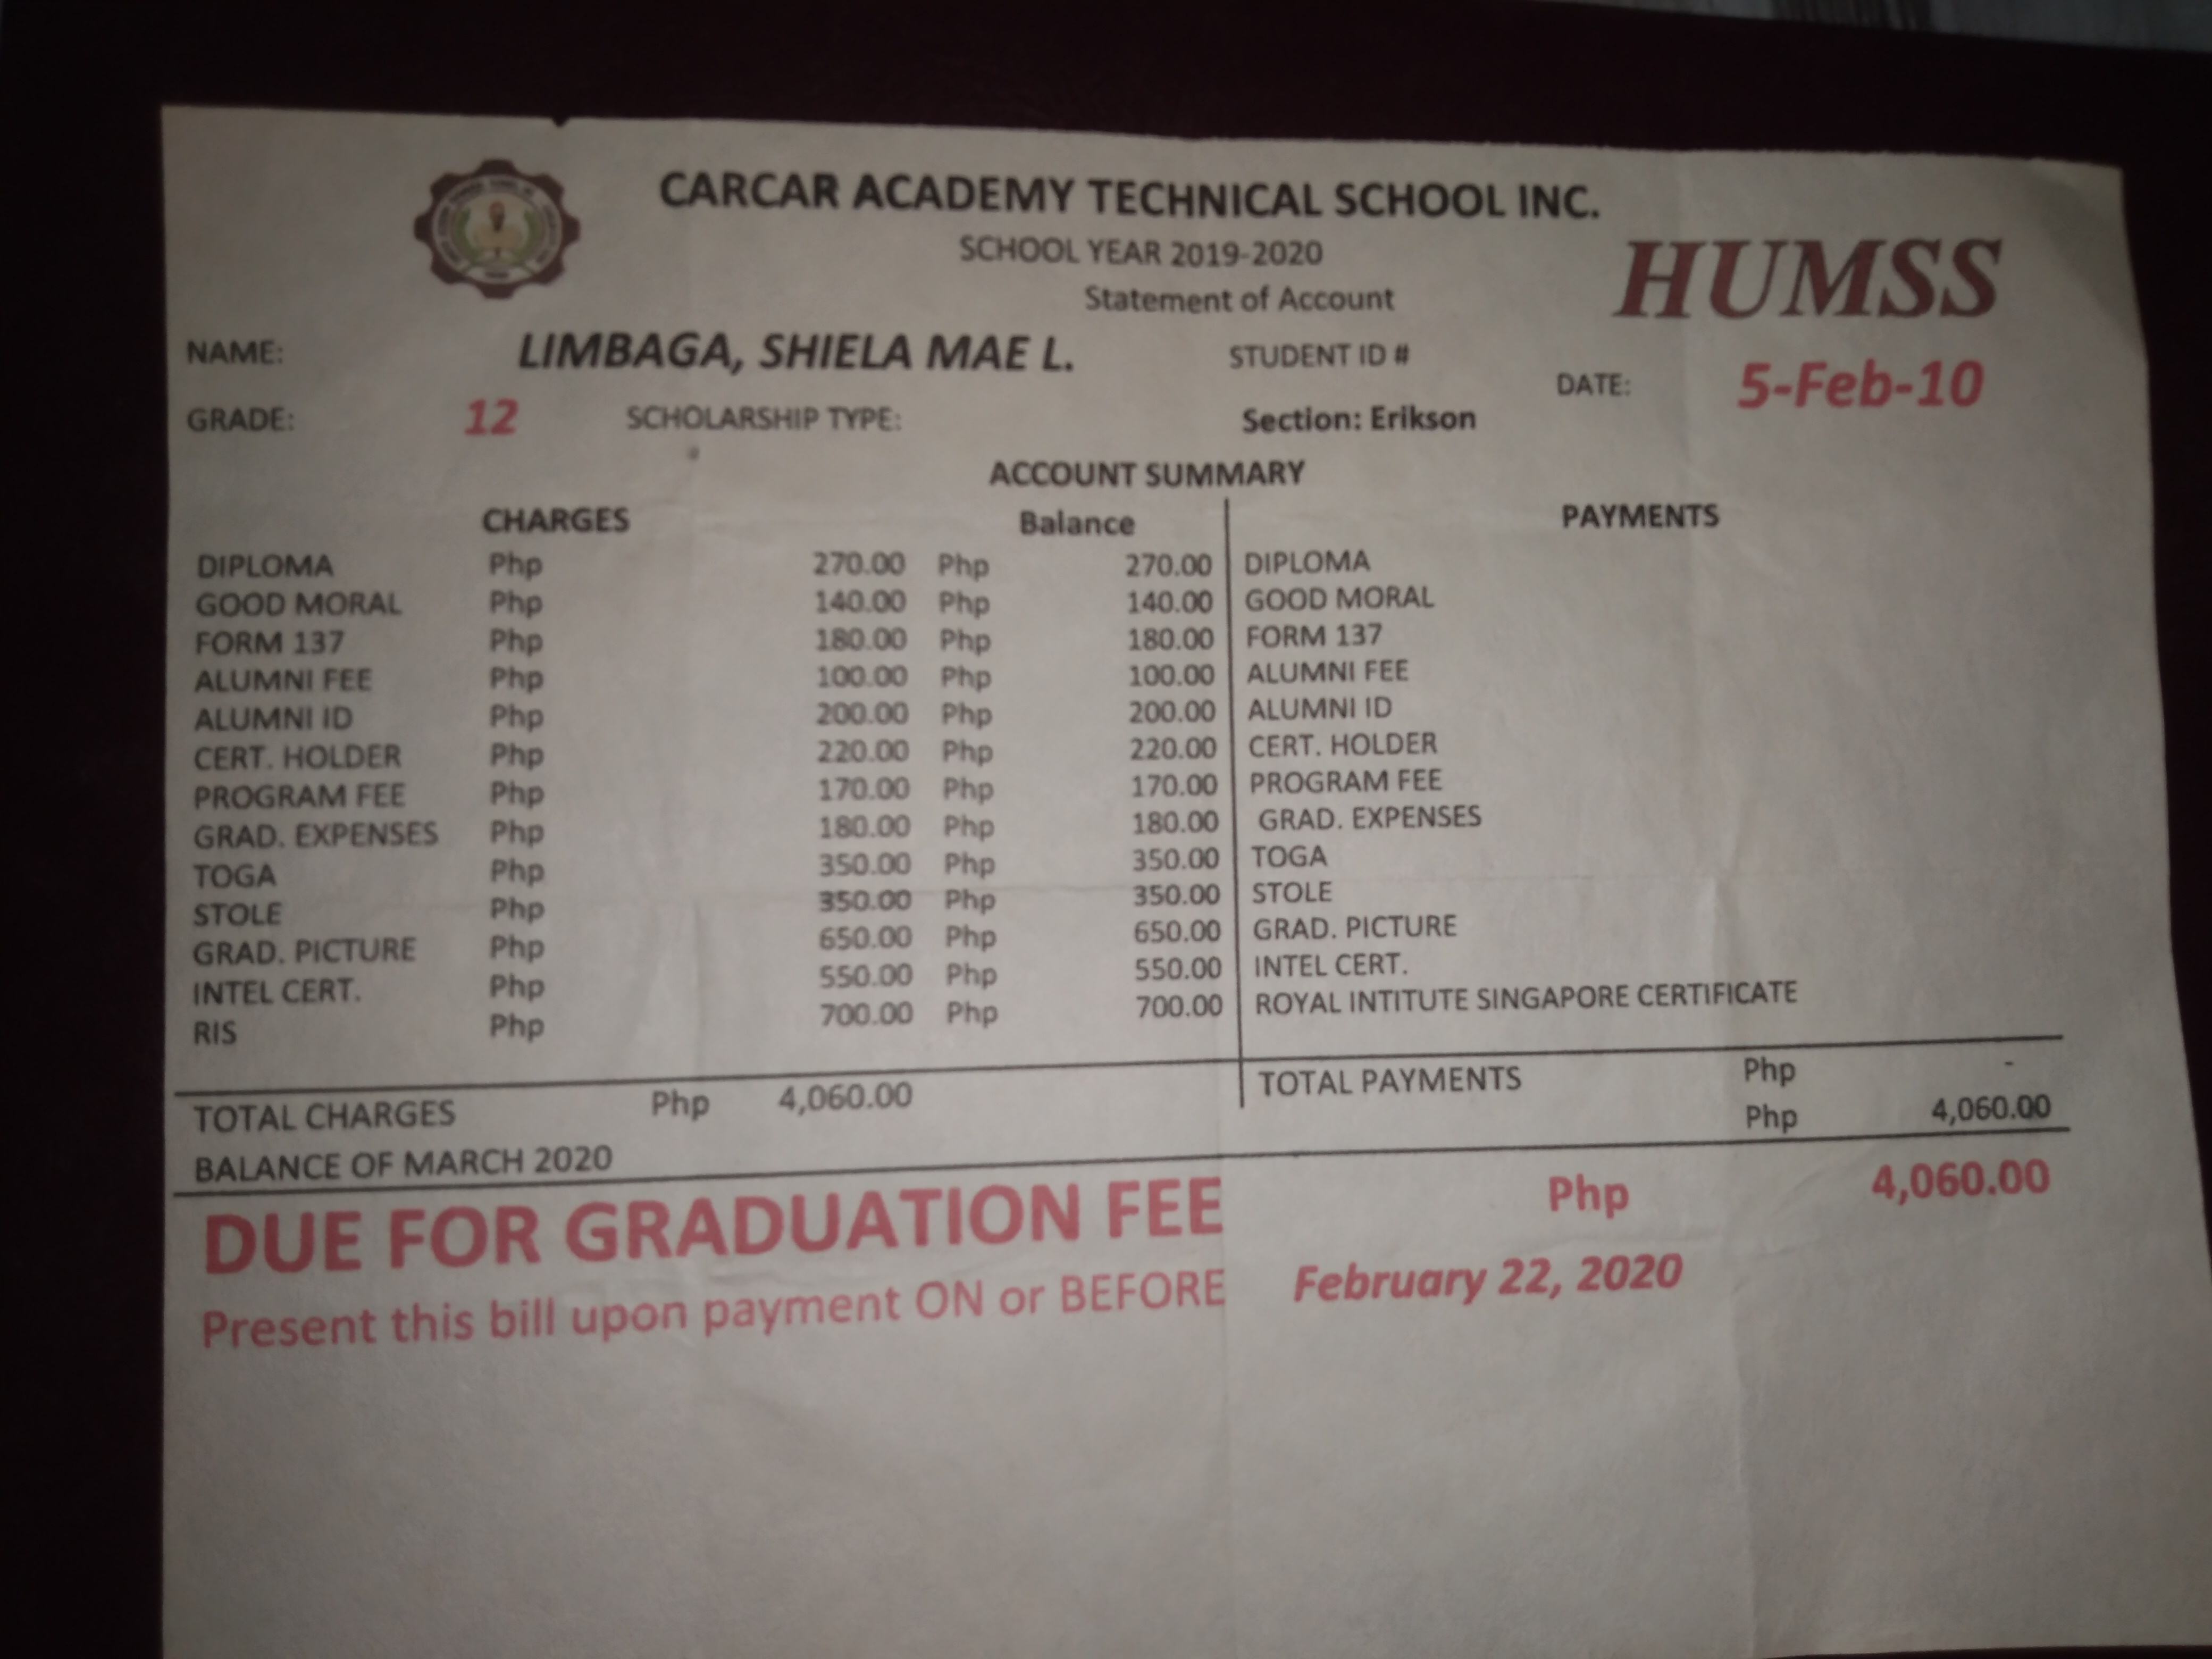 CARCAR ACADEMY TECHNICAL SCHOOL INC.
SCHOOL YEAR 2019-2020
HUMSS
Statement of Account
NAME: LIMBAGA, SHIELA MAE L. STUDENT ID #
DATE: 5-Feb-10
GRADE: 12 SCHOLARSHIP TYPE: Section: Erikson
ACCOUNT SUMMARY
CHARGES Balance PAYMENTS
DIPLOMA Php 270.00 Php 270.00 DIPLOMA
GOOD MORAL Php 140.00 Php 140.00 GOOD MORAL
FORM 137 Php 180.00 Php 180.00 FORM 137
ALUMNI FEE Php 100.00 Php 100.00 ALUMNI FEE
ALUMNI ID Php 200.00 Php 200.00 ALUMNI ID
CERT. HOLDER Php 220.00 Php 220.00 CERT. HOLDER
PROGRAM FEE Php 170.00 Php 170.00 PROGRAM FEE
GRAD. EXPENSES Php 180.00 Php 180.00 GRAD. EXPENSES
TOGA Php 350.00 Php 350.00 TOGA
STOLE Php 350.00 Php 350.00 STOLE
GRAD. PICTURE Php 650.00 Php 650.00 GRAD. PICTURE
INTEL CERT. Php 550.00 Php 550.00 INTEL CERT.
RIS Php 700.00 Php 700.00 ROYAL INTITUTE SINGAPORE CERTIFICATE
TOTAL CHARGES Php 4,060.00 TOTAL PAYMENTS Php -
BALANCE OF MARCH 2020 Php 4,060.00
DUE FOR GRADUATION FEE Php 4,060.00
Present this bill upon payment ON or BEFORE February 22, 2020